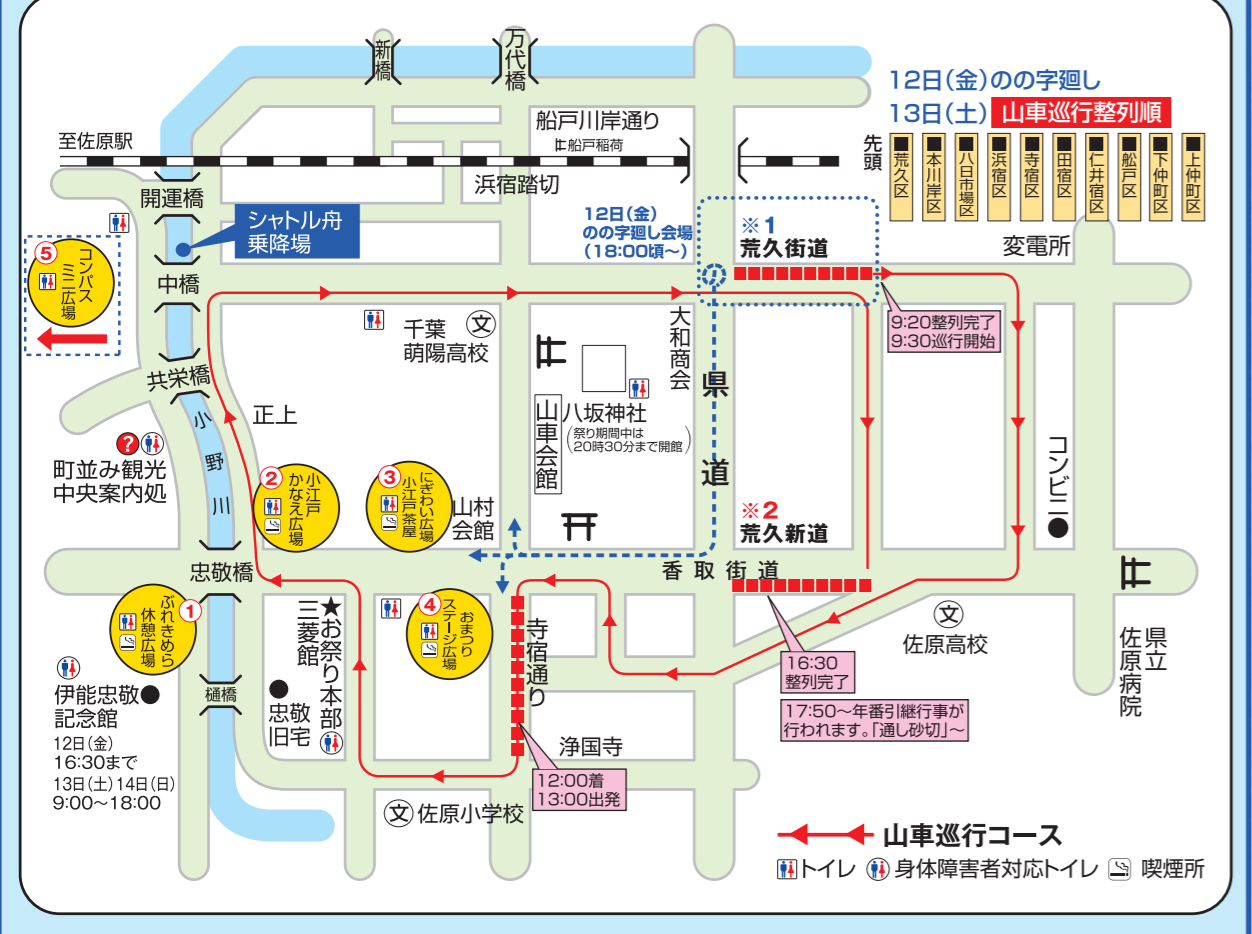 新橋
万代橋
12日(金)のの字廻し
13日(土) 山車巡行整列順
先頭
■荒久区
■本川岸区
■八日市場区
■浜宿区
■寺宿区
■田宿区
■仁井宿区
■船戸区
■下仲町区
■上仲町区
船戸川岸通り
船戸稲荷
至佐原駅
浜宿踏切
開運橋
シャトル舟
乗降場
12日(金)
のの字廻し会場
(18:00頃~)
※1
荒久街道
変電所
⑤
コンパス
ミニ広場
中橋
9:20整列完了
9:30巡行開始
千葉
萌陽高校
文
大和商会
県道
共栄橋
正上
小野川
八坂神社
(祭り期間中は
20時30分まで開館)
山車会館
?
町並み観光
中央案内処
②
小江戸
かなえ広場
③
にぎわい広場
小江戸茶屋
山村
会館
コンビニ●
※2
荒久新道
忠敬橋
香取街道
①
ぶれきめら
休憩広場
④
おまつり
ステージ広場
★お祭り本部
三菱館
寺宿通り
文
佐原高校
県立
佐原病院
16:30
整列完了
17:50~年番引継行事が
行われます。「通し砂切」~
伊能忠敬●
記念館
12日(金)
16:30まで
13日(土)14日(日)
9:00~18:00
樋橋
●
忠敬
旧宅
浄国寺
12:00着
13:00出発
文 佐原小学校
山車巡行コース
トイレ 身体障害者対応トイレ 喫煙所